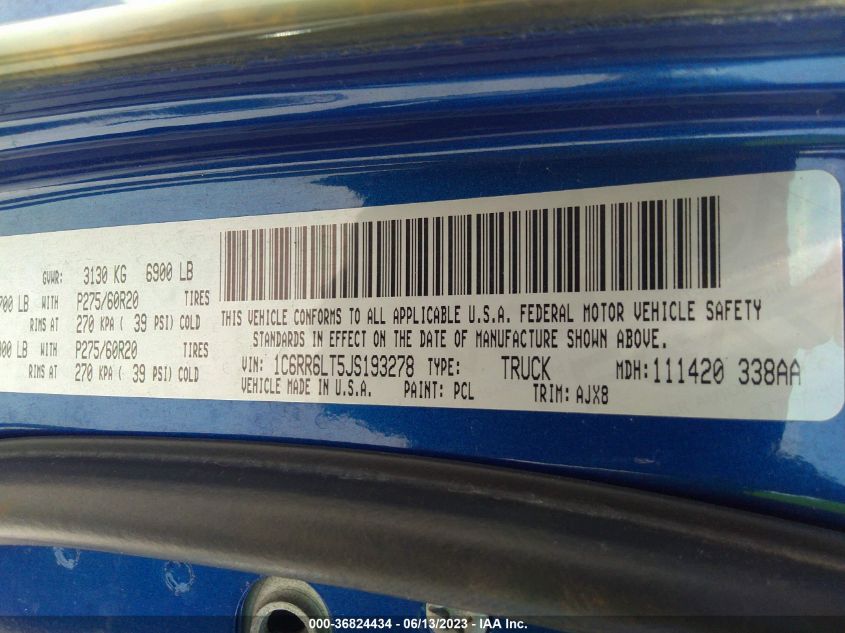 GVWR: 3130 KG 6900 LB
700 LB WITH P275/60R20 TIRES
RIMS AT 270 KPA ( 39 PSI) COLD
900 LB WITH P275/60R20 TIRES
RIMS AT 270 KPA ( 39 PSI) COLD
THIS VEHICLE CONFORMS TO ALL APPLICABLE U.S.A. FEDERAL MOTOR VEHICLE SAFETY
STANDARDS IN EFFECT ON THE DATE OF MANUFACTURE SHOWN ABOVE.
VIN: 1C6RR6LT5JS193278 TYPE: TRUCK MDH: 111420 338AA
VEHICLE MADE IN U.S.A. PAINT: PCL TRIM: AJX8
000-36824434 - 06/13/2023 - IAA Inc.